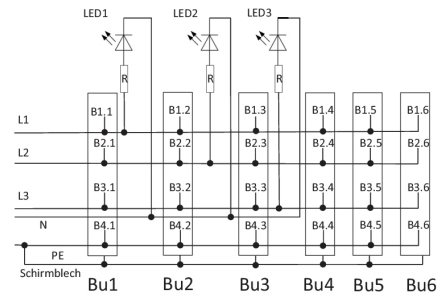 LED1 LED2 LED3
R R R
B1.1 B1.2 B1.3 B1.4 B1.5 B1.6
L1
B2.1 B2.2 B2.3 B2.4 B2.5 B2.6
L2
B3.1 B3.2 B3.3 B3.4 B3.5 B3.6
L3
N
B4.1 B4.2 B4.3 B4.4 B4.5 B4.6
PE
Schirmblech
Bu1 Bu2 Bu3 Bu4 Bu5 Bu6